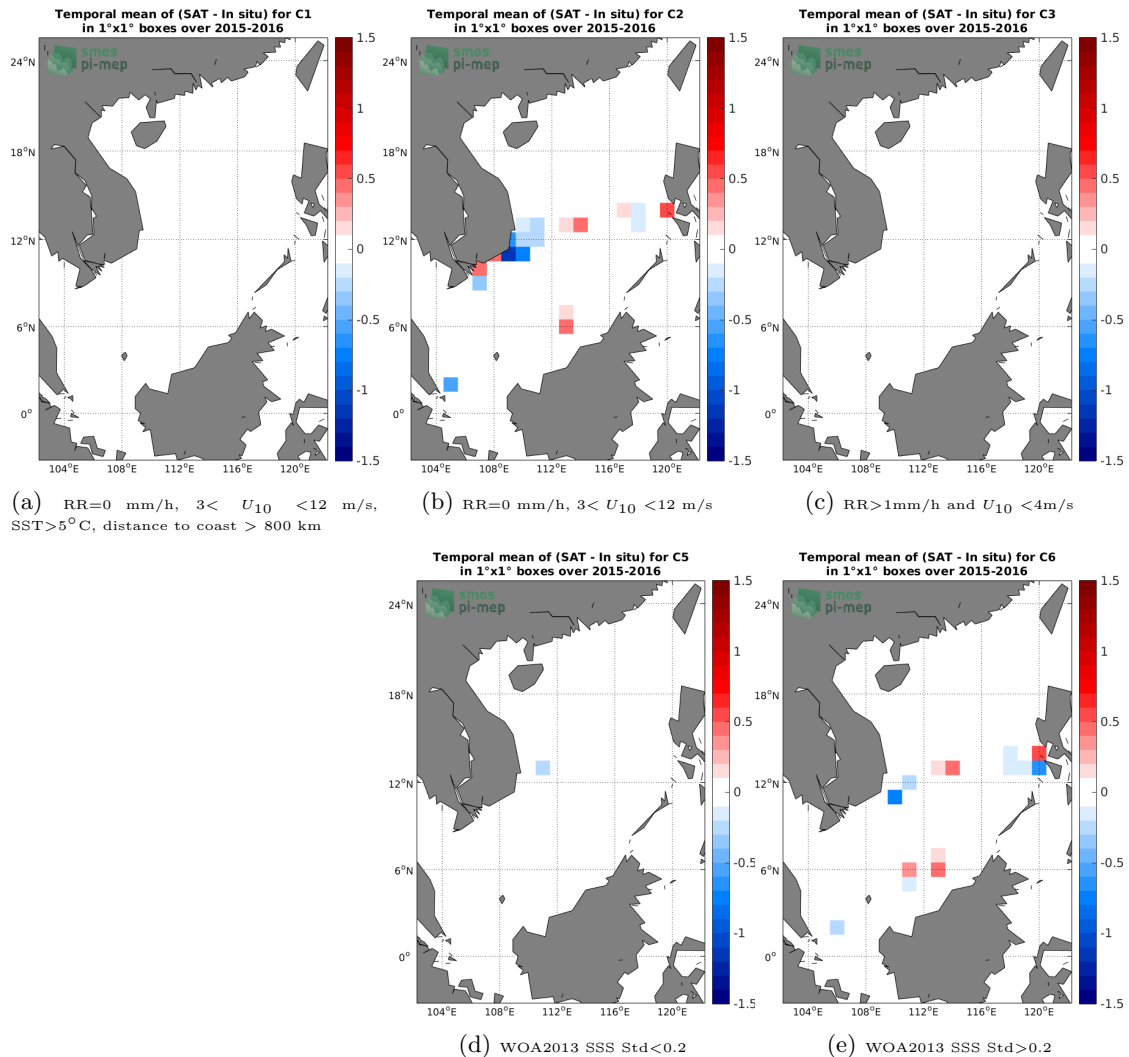 Temporal mean of (SAT - In situ) for C1
in 1°x1° boxes over 2015-2016
smos
pi-mep
24°N
18°N
12°N
6°N
0°
104°E
108°E
112°E
116°E
120°E
1.5
1
0.5
0
-0.5
-1
-1.5
(a) RR=0 mm/h, 3< U10 <12 m/s,
SST>5°C, distance to coast > 800 km
Temporal mean of (SAT - In situ) for C2
in 1°x1° boxes over 2015-2016
smos
pi-mep
24°N
18°N
12°N
6°N
0°
104°E
108°E
112°E
116°E
120°E
1.5
1
0.5
0
-0.5
-1
-1.5
(b) RR=0 mm/h, 3< U10 <12 m/s
Temporal mean of (SAT - In situ) for C3
in 1°x1° boxes over 2015-2016
smos
pi-mep
24°N
18°N
12°N
6°N
0°
104°E
108°E
112°E
116°E
120°E
1.5
1
0.5
0
-0.5
-1
-1.5
(c) RR>1mm/h and U10 <4m/s
Temporal mean of (SAT - In situ) for C5
in 1°x1° boxes over 2015-2016
smos
pi-mep
24°N
18°N
12°N
6°N
0°
104°E
108°E
112°E
116°E
120°E
1.5
1
0.5
0
-0.5
-1
-1.5
(d) WOA2013 SSS Std<0.2
Temporal mean of (SAT - In situ) for C6
in 1°x1° boxes over 2015-2016
smos
pi-mep
24°N
18°N
12°N
6°N
0°
104°E
108°E
112°E
116°E
120°E
1.5
1
0.5
0
-0.5
-1
-1.5
(e) WOA2013 SSS Std>0.2